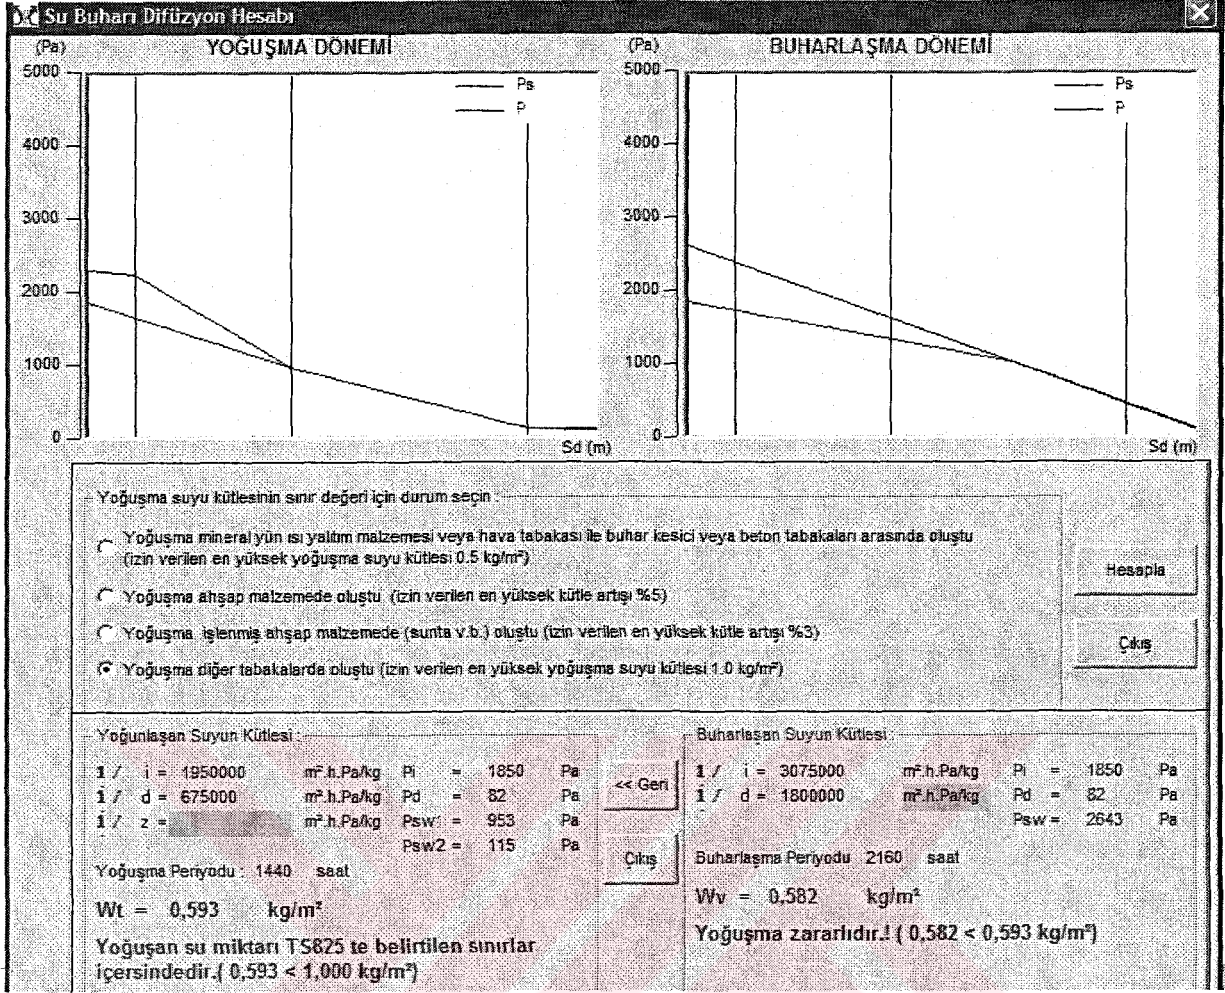 Su Buharı Difüzyon Hesabı
(Pa) YOĞUŞMA DÖNEMİ
5000
4000
3000
2000
1000
0
Ps
P
Sd (m)
(Pa) BUHARLAŞMA DÖNEMİ
5000
4000
3000
2000
1000
0
Ps
P
Sd (m)
Yoğuşma suyu kütlesinin sınır değeri için durum seçin :
Yoğuşma mineral yün ısı yalıtım malzemesi veya hava tabakası ile buhar kesici veya beton tabakaları arasında oluştu
(izin verilen en yüksek yoğuşma suyu kütlesi 0.5 kg/m²)
Yoğuşma ahşap malzemede oluştu (izin verilen en yüksek kütle artışı %5)
Yoğuşma işlenmiş ahşap malzemede (sunta v.b.) oluştu (izin verilen en yüksek kütle artışı %3)
Yoğuşma diğer tabakalarda oluştu (izin verilen en yüksek yoğuşma suyu kütlesi 1.0 kg/m²)
Hesapla
Çıkış
Yoğunlaşan Suyun Kütlesi :
1 / i = 1950000 m².h.Pa/kg Pi = 1850 Pa
1 / d = 675000 m².h.Pa/kg Pd = 82 Pa
1 / z = m².h.Pa/kg Psw1 = 953 Pa
Psw2 = 115 Pa
Yoğuşma Periyodu : 1440 saat
Wt = 0,593 kg/m²
Yoğuşan su miktarı TS825 te belirtilen sınırlar
içersindedir.( 0,593 < 1,000 kg/m²)
<< Geri
Çıkış
Buharlaşan Suyun Kütlesi :
1 / i = 3075000 m².h.Pa/kg Pi = 1850 Pa
1 / d = 1800000 m².h.Pa/kg Pd = 82 Pa
Psw = 2643 Pa
Buharlaşma Periyodu 2160 saat
Wv = 0,582 kg/m²
Yoğuşma zararlıdır.! ( 0,582 < 0,593 kg/m²)